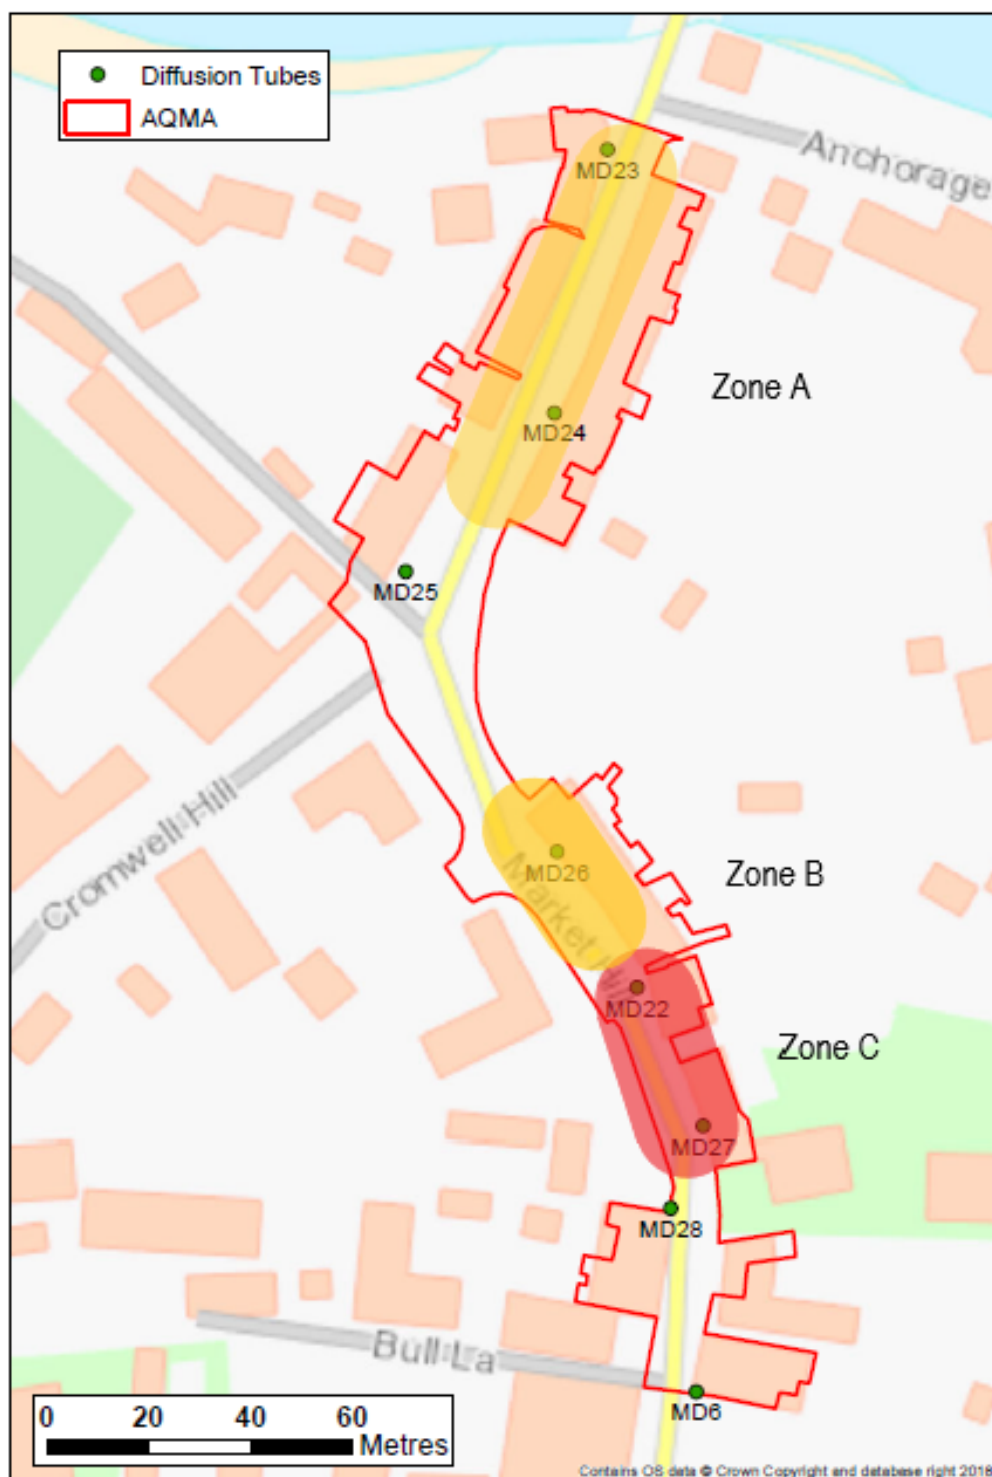 Diffusion Tubes
AQMA
Anchorage
MD23
Zone A
MD24
MD25
Cromwell Hill
MD26
Market Hill
Zone B
MD22
Zone C
MD27
MD28
Bull La
MD6
0 20 40 60
Metres
Contains OS data © Crown Copyright and database right 2018